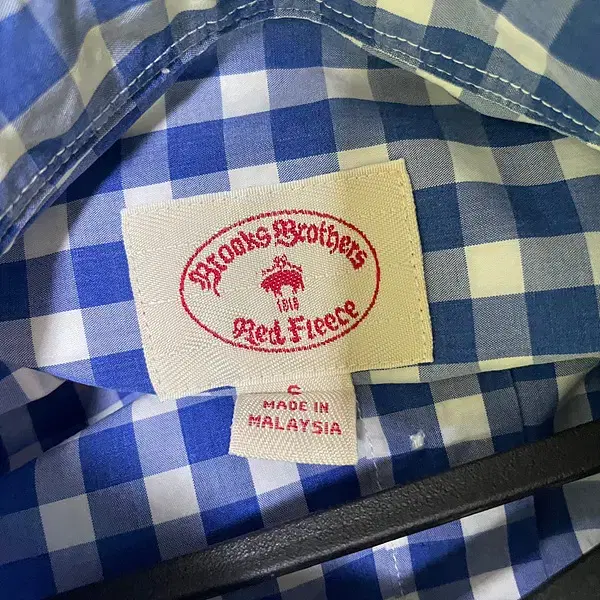 Brooks Brothers
1818
Red Fleece
MADE IN
MALAYSIA